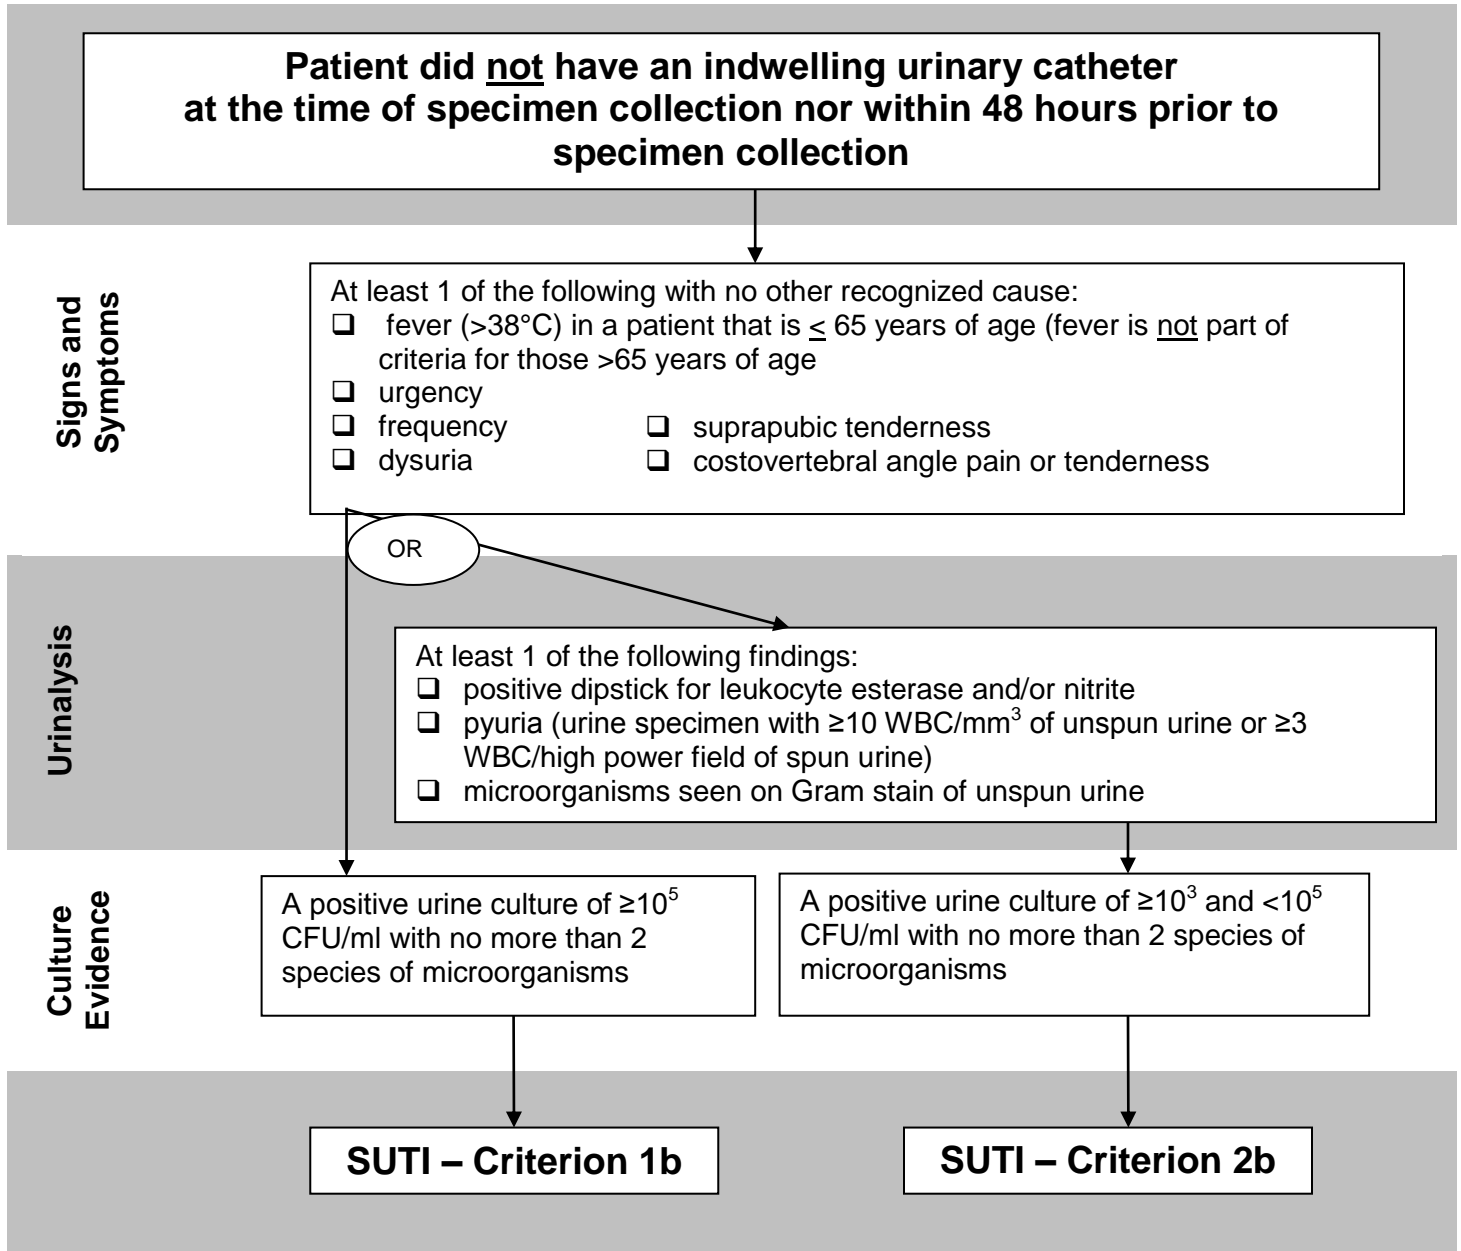 Patient did not have an indwelling urinary catheter
at the time of specimen collection nor within 48 hours prior to
specimen collection
Signs and
Symptoms
At least 1 of the following with no other recognized cause:
❑ fever (>38°C) in a patient that is ≤ 65 years of age (fever is not part of
criteria for those >65 years of age
❑ urgency
❑ frequency ❑ suprapubic tenderness
❑ dysuria ❑ costovertebral angle pain or tenderness
OR
Urinalysis
At least 1 of the following findings:
❑ positive dipstick for leukocyte esterase and/or nitrite
❑ pyuria (urine specimen with ≥10 WBC/mm³ of unspun urine or ≥3
WBC/high power field of spun urine)
❑ microorganisms seen on Gram stain of unspun urine
Culture
Evidence
A positive urine culture of ≥10⁵
CFU/ml with no more than 2
species of microorganisms
A positive urine culture of ≥10³ and <10⁵
CFU/ml with no more than 2 species of
microorganisms
SUTI – Criterion 1b
SUTI – Criterion 2b